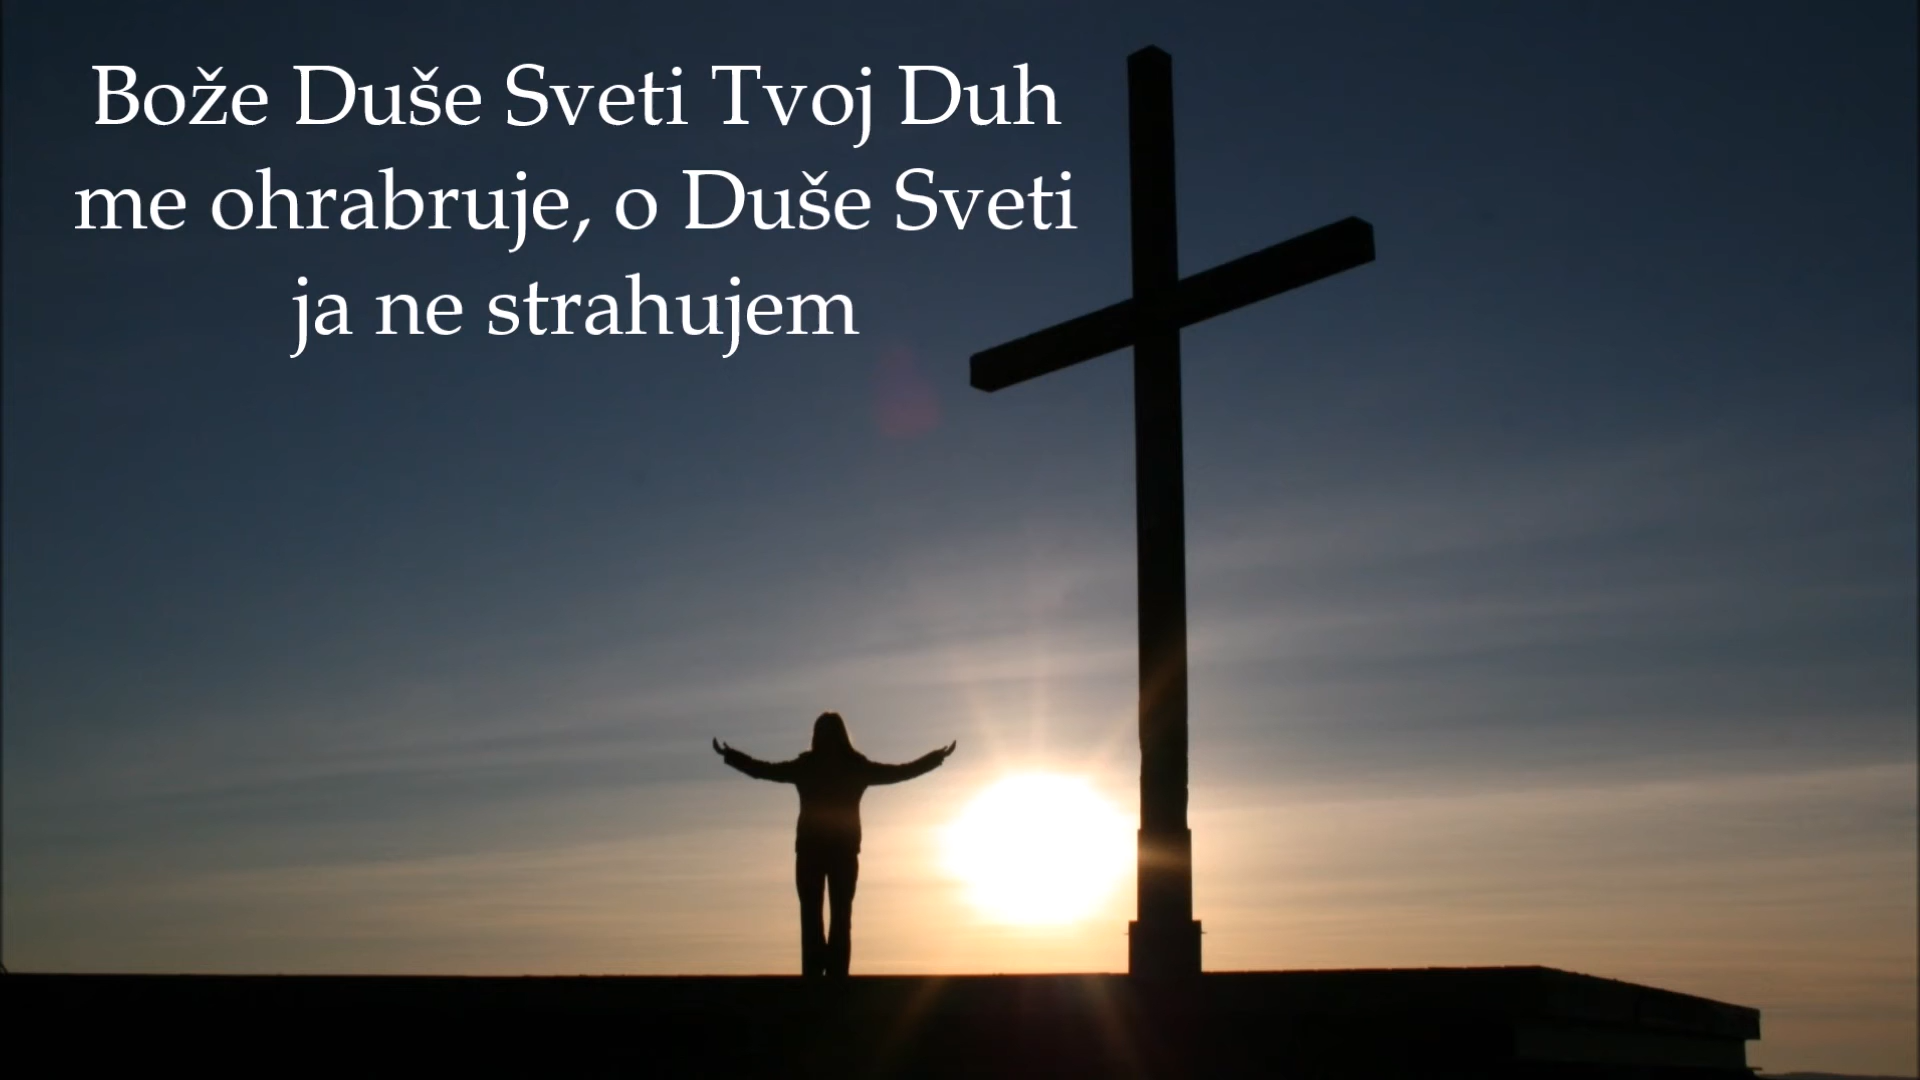 Bože Duše Sveti Tvoj Duh
me ohrabruje, o Duše Sveti
ja ne strahujem